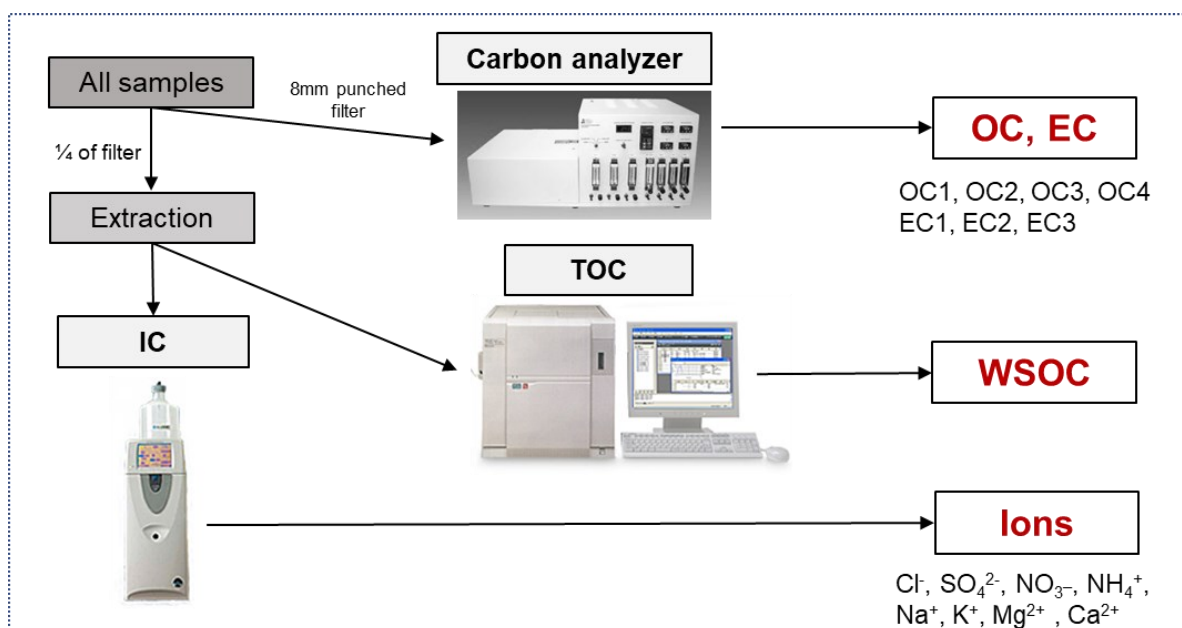 All samples
8mm punched
filter
Carbon analyzer
OC, EC
OC1, OC2, OC3, OC4
EC1, EC2, EC3
¼ of filter
Extraction
TOC
IC
WSOC
Ions
Cl⁻, SO₄²⁻, NO₃₋, NH₄⁺,
Na⁺, K⁺, Mg²⁺ , Ca²⁺